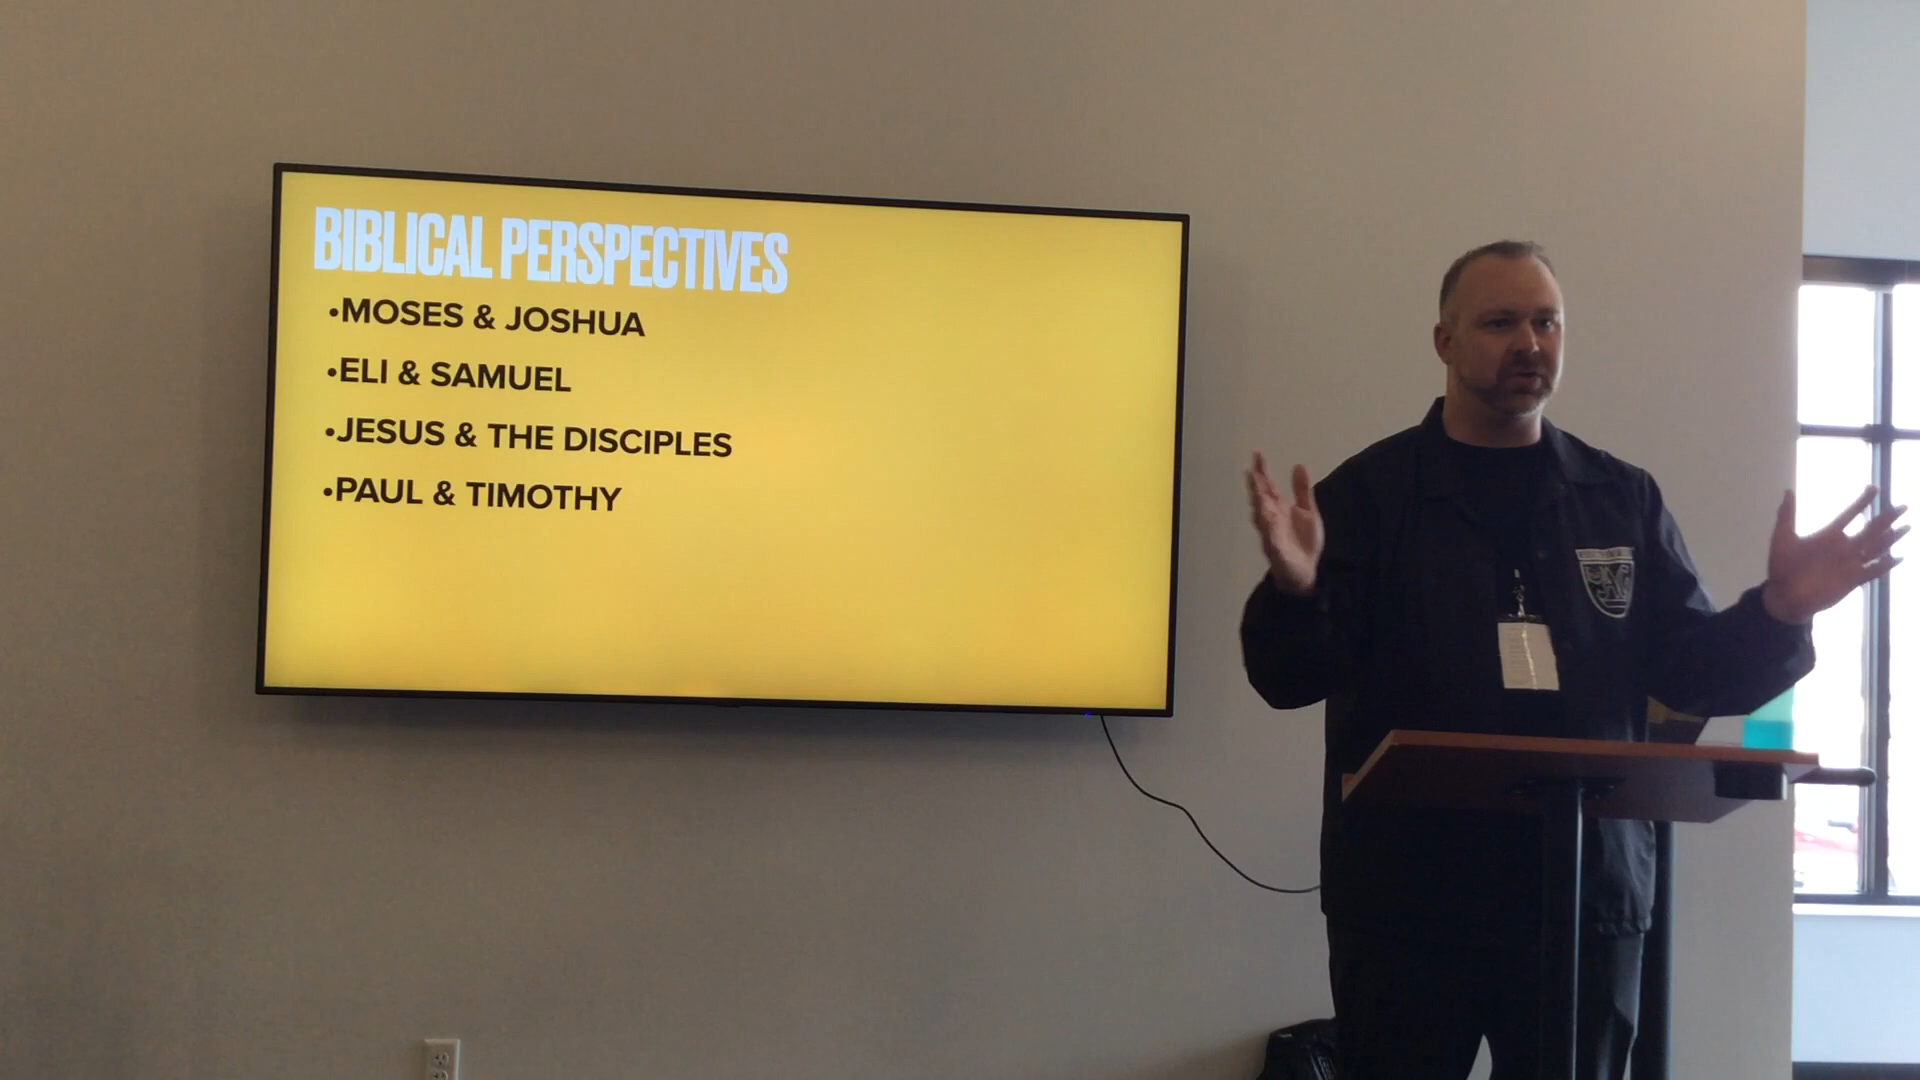 BIBLICAL PERSPECTIVES
•MOSES & JOSHUA
•ELI & SAMUEL
•JESUS & THE DISCIPLES
•PAUL & TIMOTHY